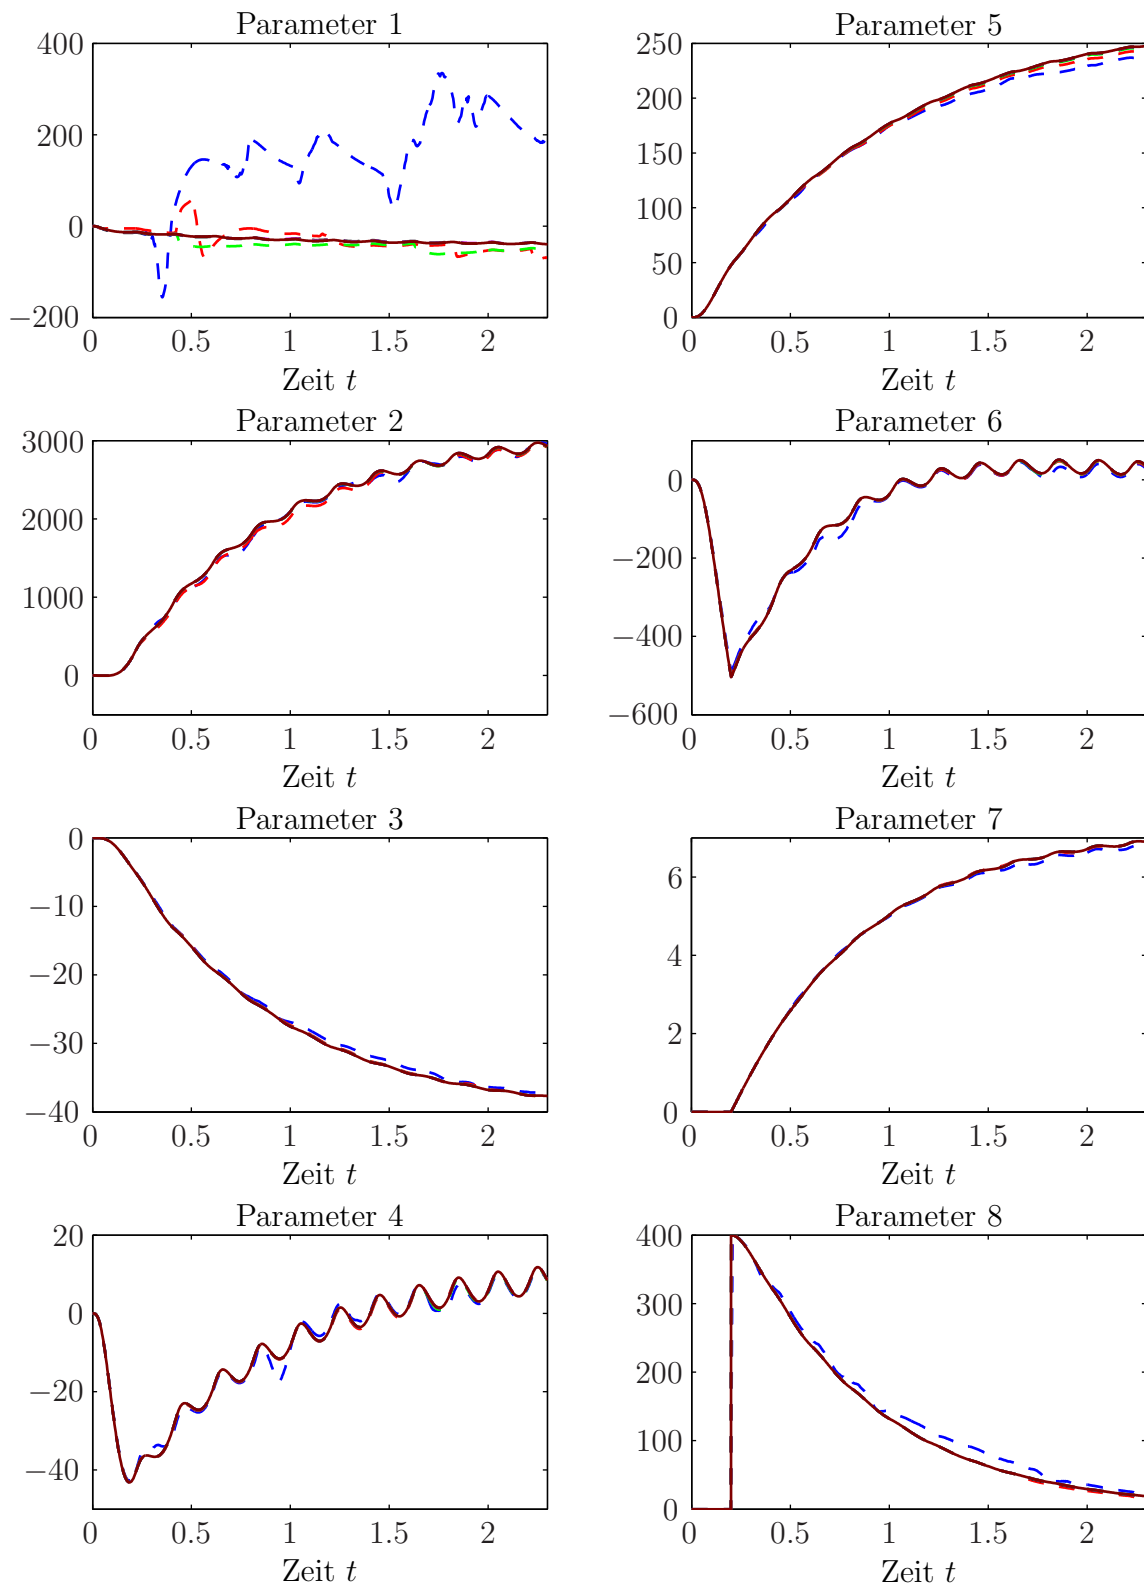 Parameter 1
400
200
0
−200
0 0.5 1 1.5 2
Zeit t
Parameter 5
250
200
150
100
50
0
0 0.5 1 1.5 2
Zeit t
Parameter 2
3000
2000
1000
0
0 0.5 1 1.5 2
Zeit t
Parameter 6
0
−200
−400
−600
0 0.5 1 1.5 2
Zeit t
Parameter 3
0
−10
−20
−30
−40
0 0.5 1 1.5 2
Zeit t
Parameter 7
6
4
2
0
0 0.5 1 1.5 2
Zeit t
Parameter 4
20
0
−20
−40
0 0.5 1 1.5 2
Zeit t
Parameter 8
400
300
200
100
0
0 0.5 1 1.5 2
Zeit t